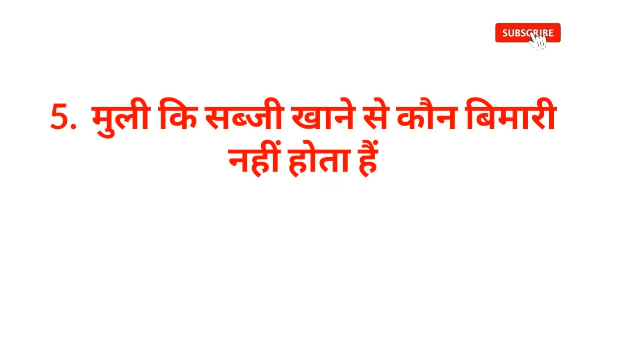 SUBSCRIBE
5. मुली कि सब्जी खाने से कौन बिमारी
नहीं होता हैं